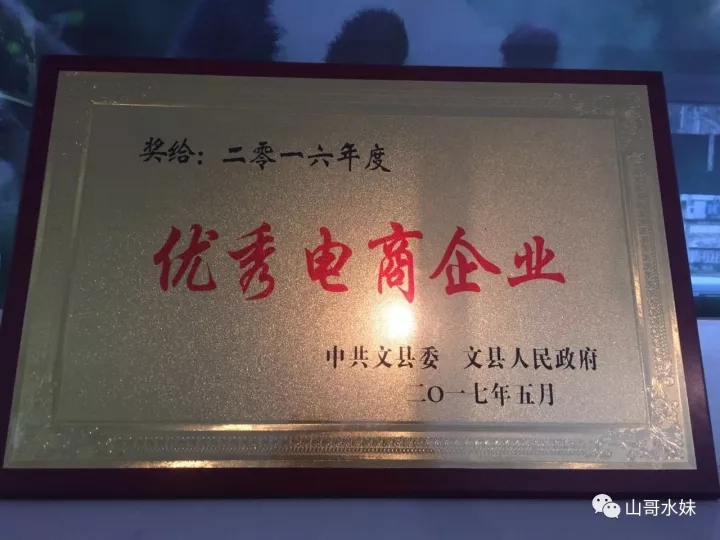 奖给：二零一六年度
优秀电商企业
中共文县委 文县人民政府
二〇一七年五月
山哥水妹